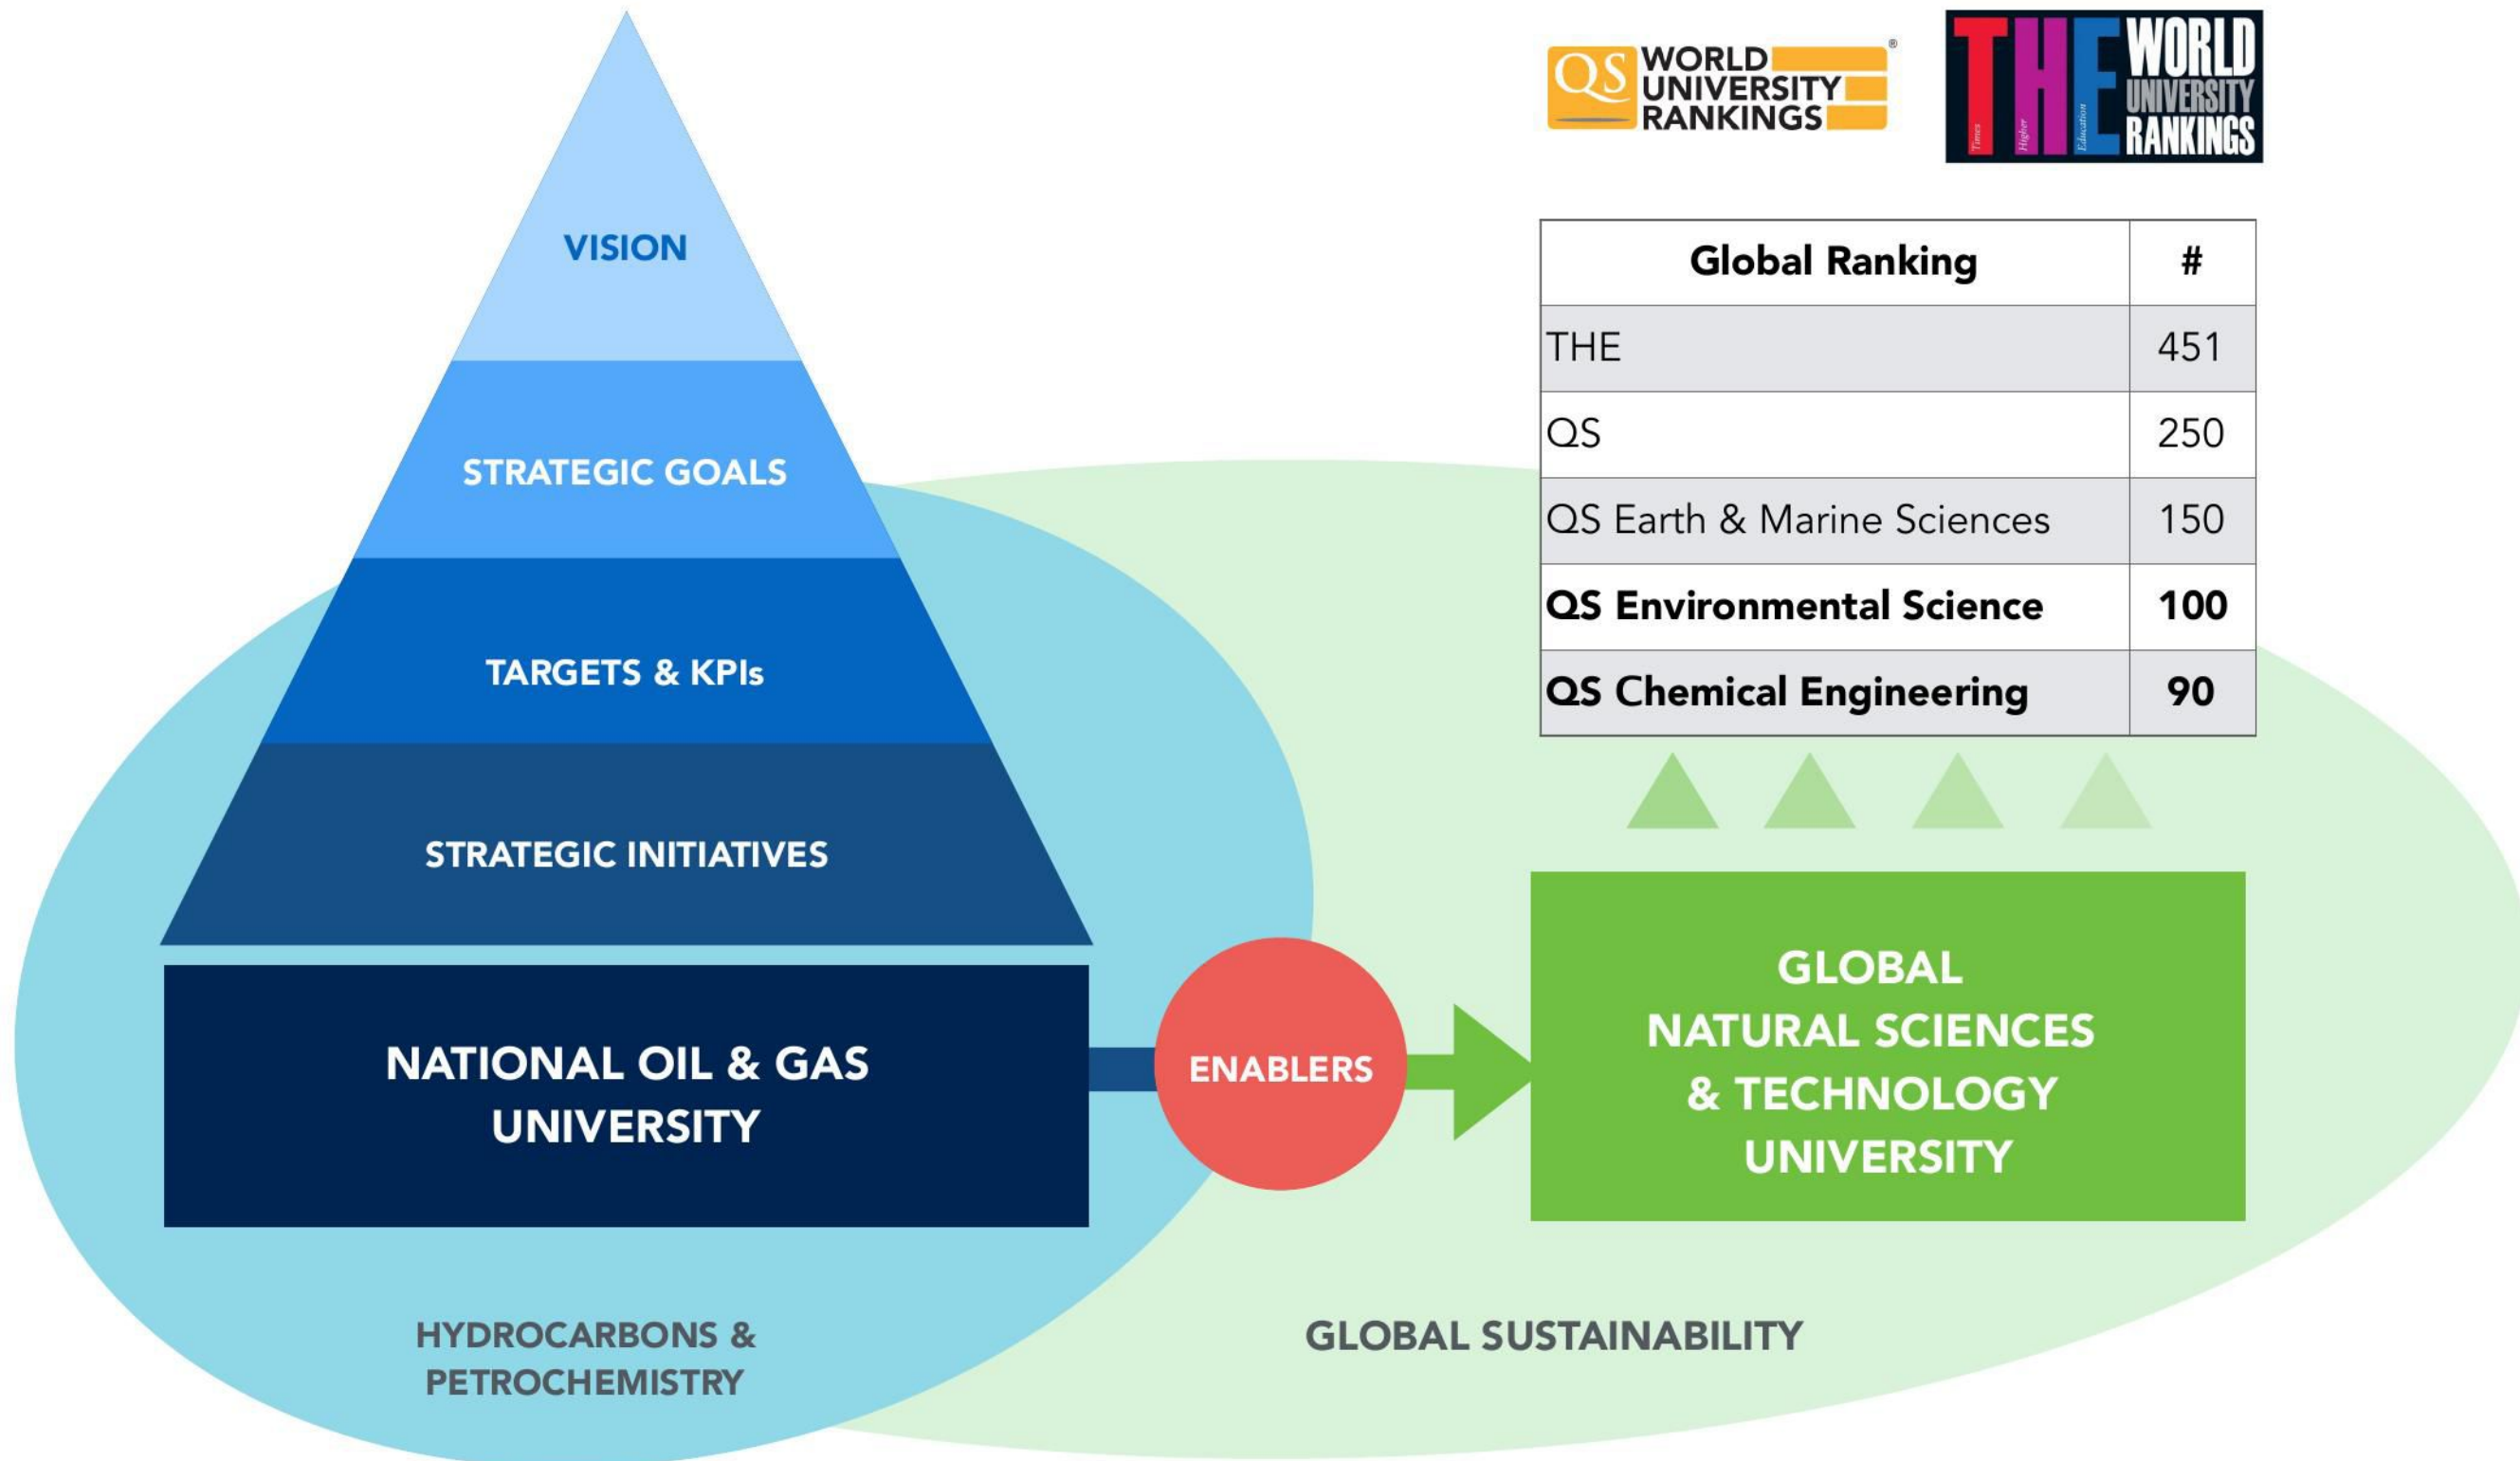 VISION
STRATEGIC GOALS
TARGETS & KPIs
STRATEGIC INITIATIVES
NATIONAL OIL & GAS
UNIVERSITY
HYDROCARBONS &
PETROCHEMISTRY
ENABLERS
QS WORLD
UNIVERSITY
RANKINGS
®
THE
Times
Higher
Education
WORLD
UNIVERSITY
RANKINGS
Global Ranking #
THE 451
QS 250
QS Earth & Marine Sciences 150
QS Environmental Science 100
QS Chemical Engineering 90
GLOBAL
NATURAL SCIENCES
& TECHNOLOGY
UNIVERSITY
GLOBAL SUSTAINABILITY